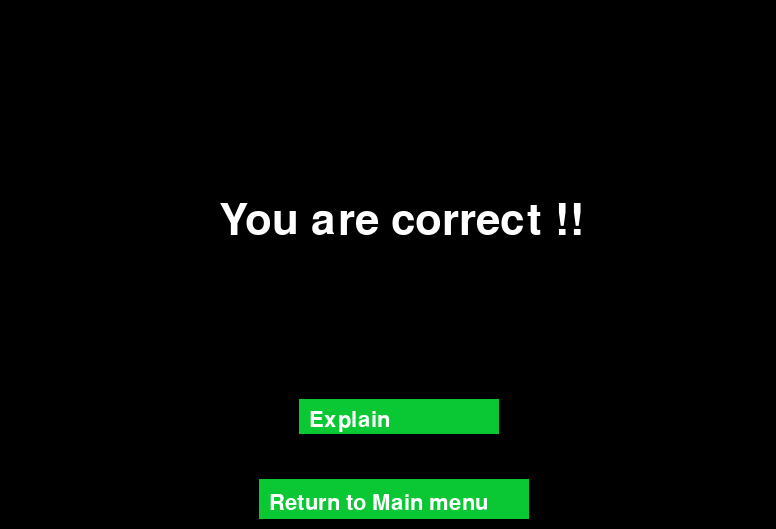 You are correct !!
Explain
Return to Main menu